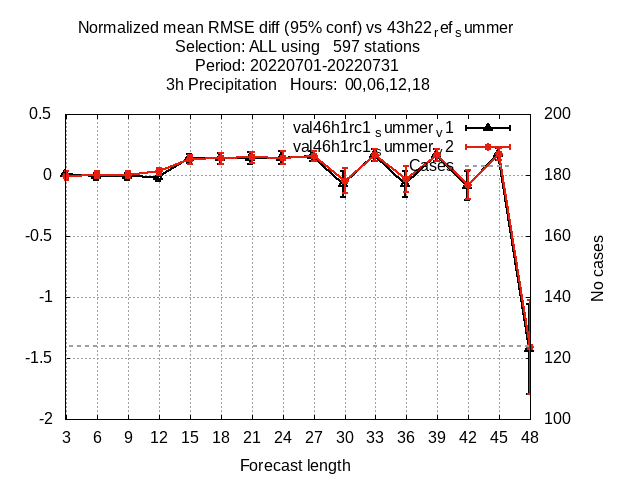 Normalized mean RMSE diff (95% conf) vs 43h22refsummer
Selection: ALL using 597 stations
Period: 20220701-20220731
3h Precipitation Hours: 00,06,12,18
val46h1rc1summerv1
val46h1rc1summerv2
Cases
0.5
0
-0.5
-1
-1.5
-2
200
180
160
140
120
100
No cases
3 6 9 12 15 18 21 24 27 30 33 36 39 42 45 48
Forecast length